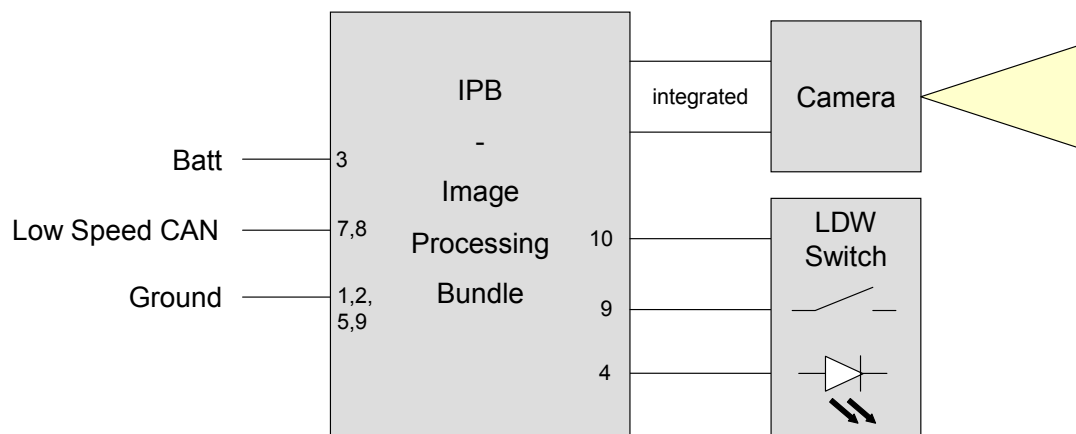 IPB
-
Image
Processing
Bundle
integrated
Camera
Batt
3
Low Speed CAN
7,8
Ground
1,2,
5,9
10
9
4
LDW
Switch